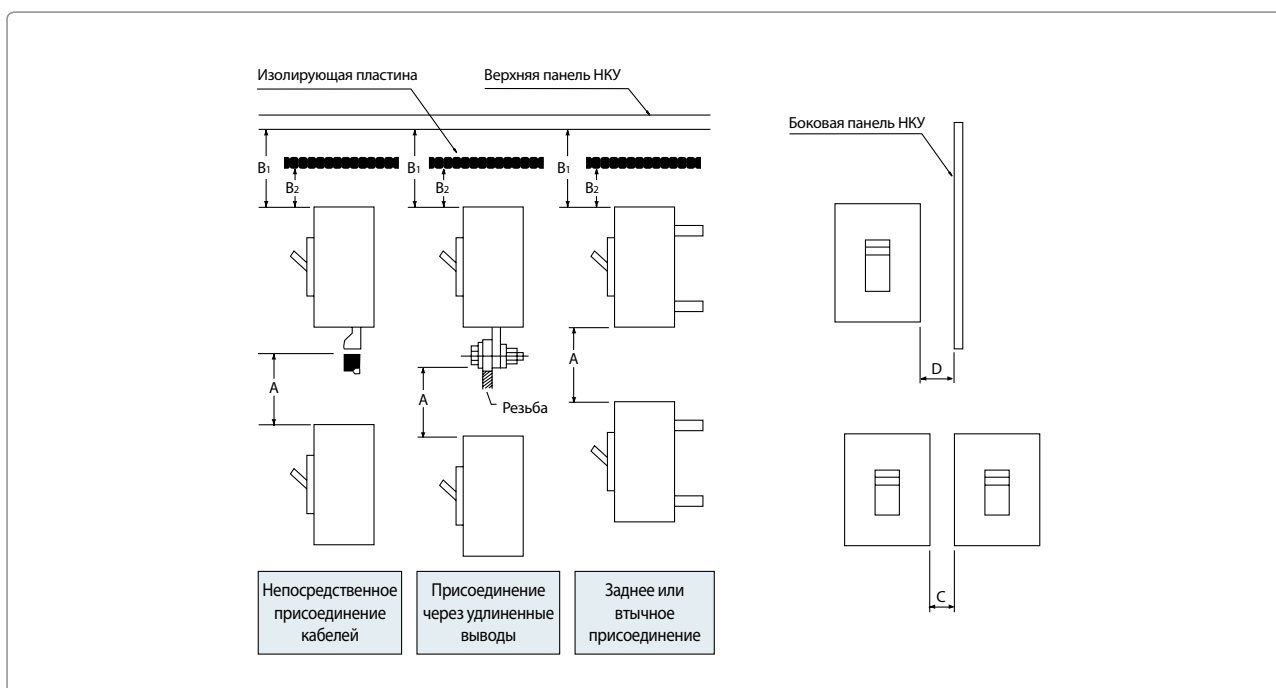 Изолирующая пластина
Верхняя панель НКУ
Боковая панель НКУ
B1
B1
B1
B2
B2
B2
A
A
A
D
Резьба
C
Непосредственное
присоединение
кабелей
Присоединение
через удлиненные
выводы
Заднее или
втычное
присоединение